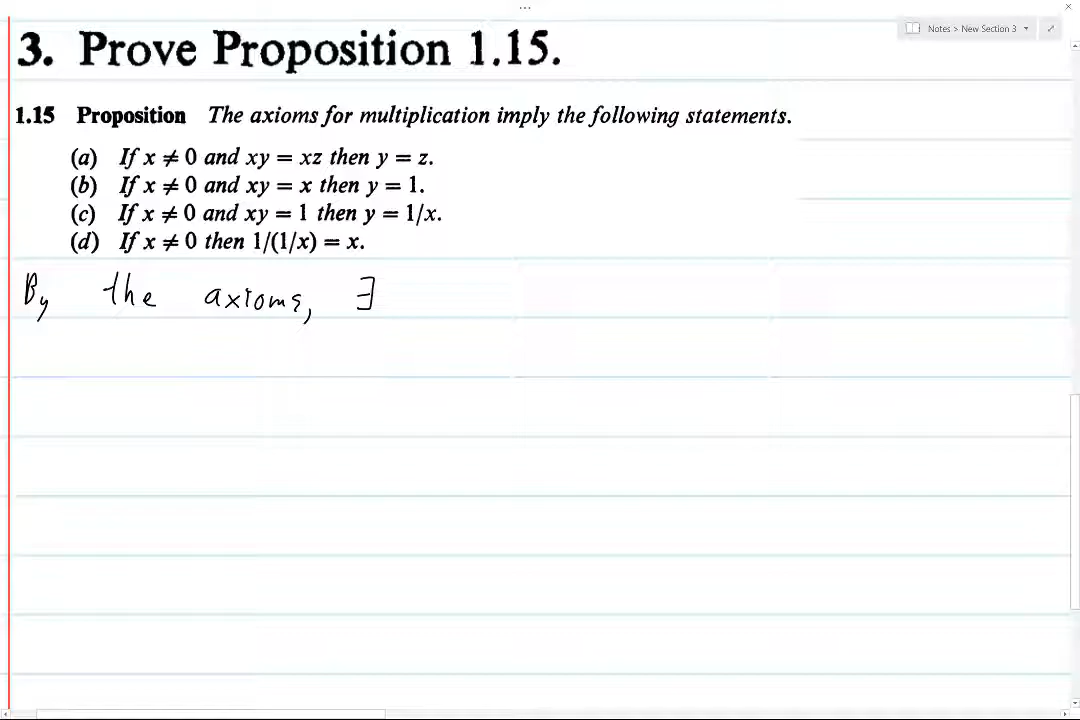 Notes > New Section 3
3. Prove Proposition 1.15.
1.15 Proposition The axioms for multiplication imply the following statements.
(a) If x ≠ 0 and xy = xz then y = z.
(b) If x ≠ 0 and xy = x then y = 1.
(c) If x ≠ 0 and xy = 1 then y = 1/x.
(d) If x ≠ 0 then 1/(1/x) = x.
By the axioms, ∃